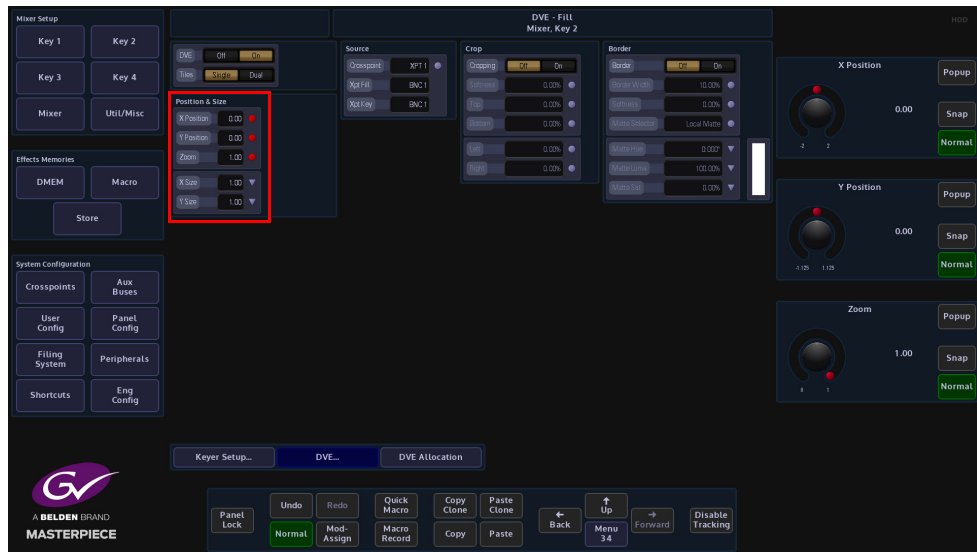 Mixer Setup
Key 1
Key 2
Key 3
Key 4
Mixer
Util/Misc
Effects Memories
DMEM
Macro
Store
System Configuration
Crosspoints
Aux
Buses
User
Config
Panel
Config
Filing
System
Peripherals
Shortcuts
Eng
Config
GV
A BELDEN BRAND
MASTERPIECE
DVE - Fill
Mixer, Key 2
HDD
DVE Off On
Tiles Single Dual
Position & Size
X Position 0.00
Y Position 0.00
Zoom 1.00
X Size 1.00
Y Size 1.00
Source
Crosspoint XPT 1
Xpt Fill BNC 1
Xpt Key BNC 1
Crop
Cropping Off On
Softness 0.00%
Top 0.00%
Bottom 0.00%
Left 0.00%
Right 0.00%
Border
Border Off On
Border Width 10.00%
Softness 0.00%
Matte Selector Local Matte
Matte Hue 0.000°
Matte Luma 100.00%
Matte Sat 0.00%
X Position
0.00
-2 2
Popup
Snap
Normal
Y Position
0.00
-1.125 1.125
Popup
Snap
Normal
Zoom
1.00
0 1
Popup
Snap
Normal
Keyer Setup...
DVE...
DVE Allocation
Panel
Lock
Undo
Redo
Normal
Mod-
Assign
Quick
Macro
Macro
Record
Copy
Clone
Paste
Clone
Copy
Paste
Back
Up
Menu
34
Forward
Disable
Tracking